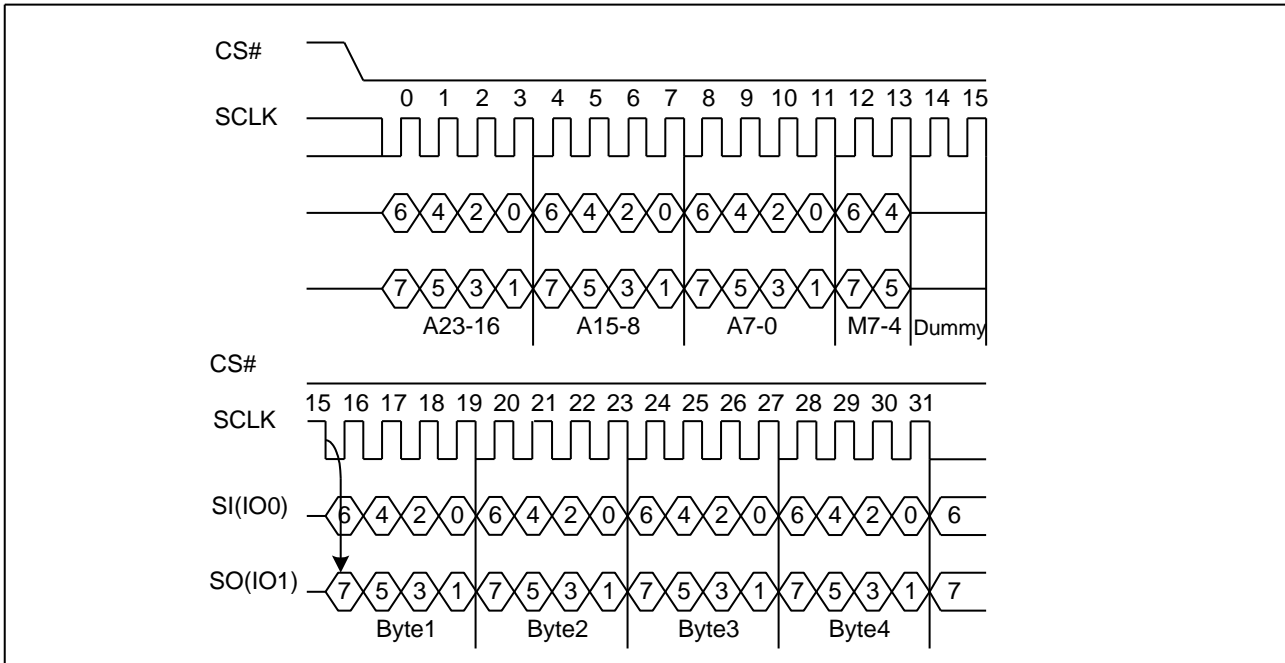 CS#
0 1 2 3 4 5 6 7 8 9 10 11 12 13 14 15
SCLK
6 4 2 0 6 4 2 0 6 4 2 0 6 4
7 5 3 1 7 5 3 1 7 5 3 1 7 5
A23-16 A15-8 A7-0 M7-4 Dummy
CS#
15 16 17 18 19 20 21 22 23 24 25 26 27 28 29 30 31
SCLK
SI(IO0) 6 4 2 0 6 4 2 0 6 4 2 0 6 4 2 0 6
SO(IO1) 7 5 3 1 7 5 3 1 7 5 3 1 7 5 3 1 7
Byte1 Byte2 Byte3 Byte4